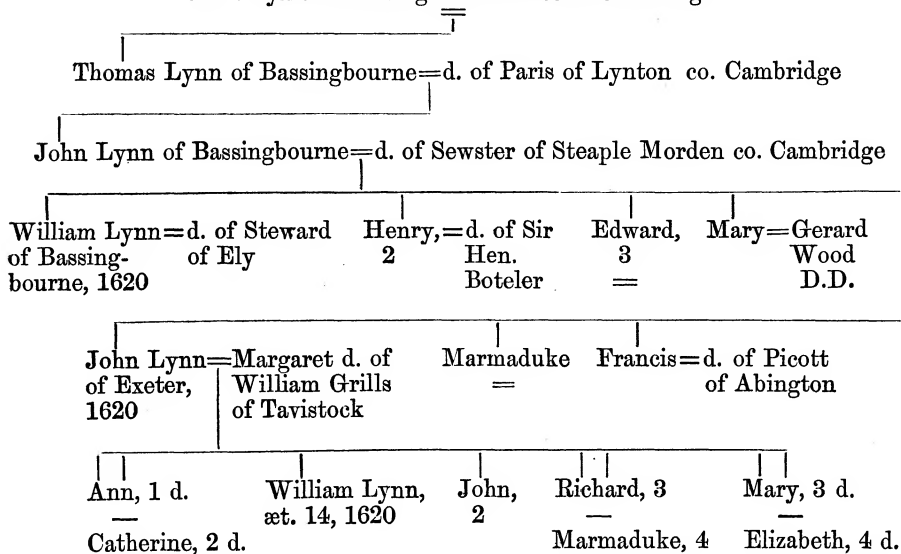 Thomas Lynn of Bassingbourne=d. of Paris of Lynton co. Cambridge
John Lynn of Bassingbourne=d. of Sewster of Steaple Morden co. Cambridge
William Lynn=d. of Steward Henry,=d. of Sir Edward, Mary=Gerard
of Bassing- of Ely 2 Hen. 3 Wood
bourne, 1620 Boteler = D.D.
John Lynn=Margaret d. of Marmaduke Francis=d. of Picott
of Exeter, William Grills = of Abington
1620 of Tavistock
Ann, 1 d. William Lynn, John, Richard, 3 Mary, 3 d.
— æt. 14, 1620 2 — —
Catherine, 2 d. Marmaduke, 4 Elizabeth, 4 d.